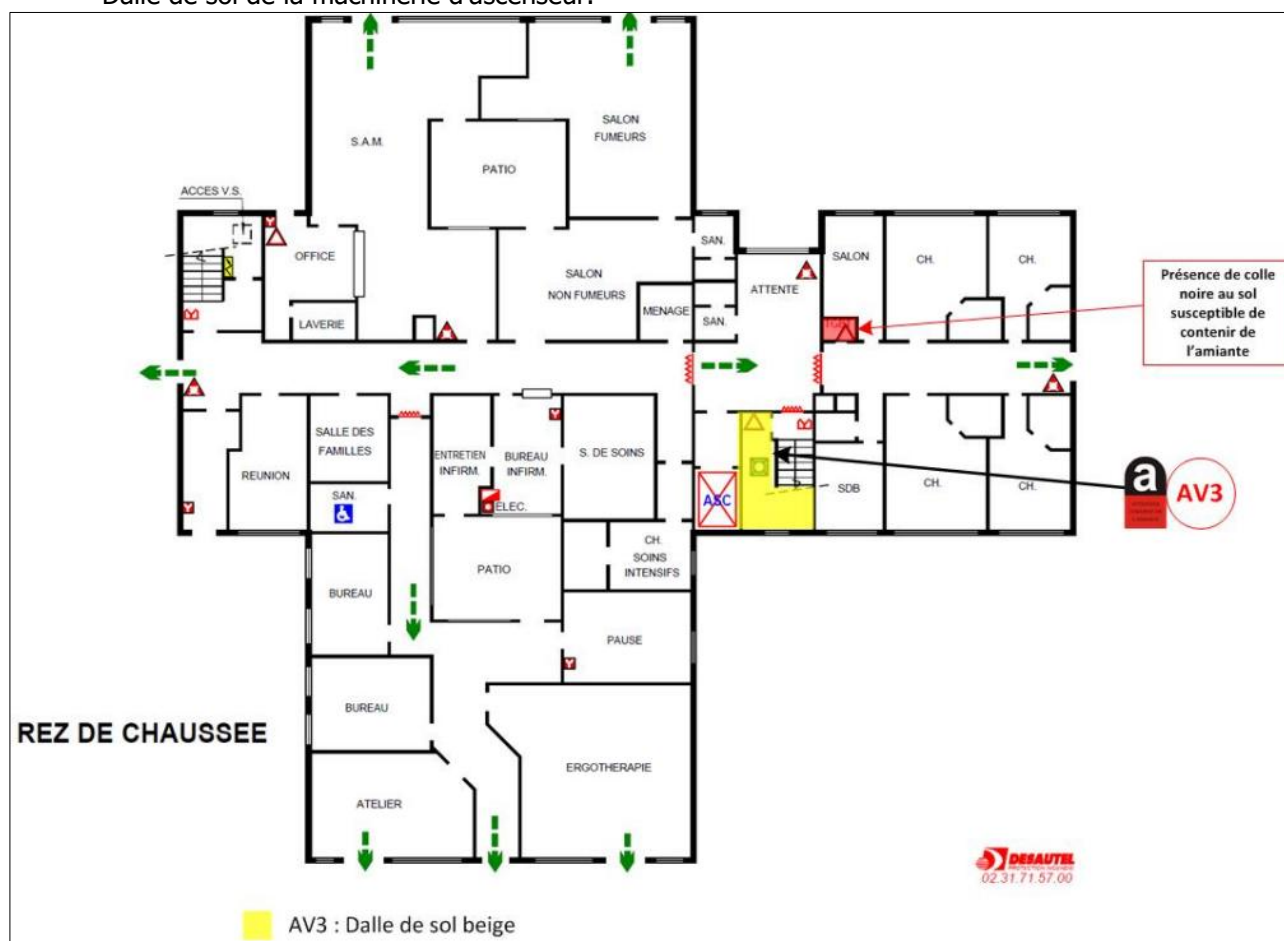 Dalle de sol de la machinerie d'ascenseur.
SALON
FUMEURS
S.A.M.
PATIO
ACCES V.S.
SAN.
OFFICE
SALON
CH.
CH.
SALON
NON FUMEURS
ATTENTE
MENAGE
SAN.
LAVERIE
TGBT
Présence de colle
noire au sol
susceptible de
contenir de
l'amiante
SALLE DES
FAMILLES
ENTRETIEN
INFIRM.
BUREAU
INFIRM.
S. DE SOINS
REUNION
SAN.
ELEC.
ASC
SDB
CH.
CH.
a
AV3
CH.
SOINS
INTENSIFS
PATIO
BUREAU
PAUSE
BUREAU
REZ DE CHAUSSEE
ERGOTHERAPIE
ATELIER
DESAUTEL
02.31.71.57.00
AV3 : Dalle de sol beige